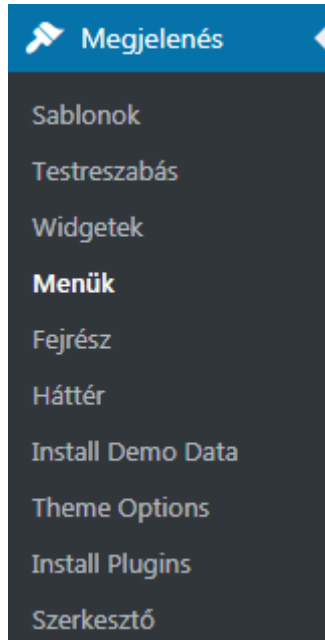 Megjelenés
Sablonok
Testreszabás
Widgetek
Menük
Fejrész
Háttér
Install Demo Data
Theme Options
Install Plugins
Szerkesztő